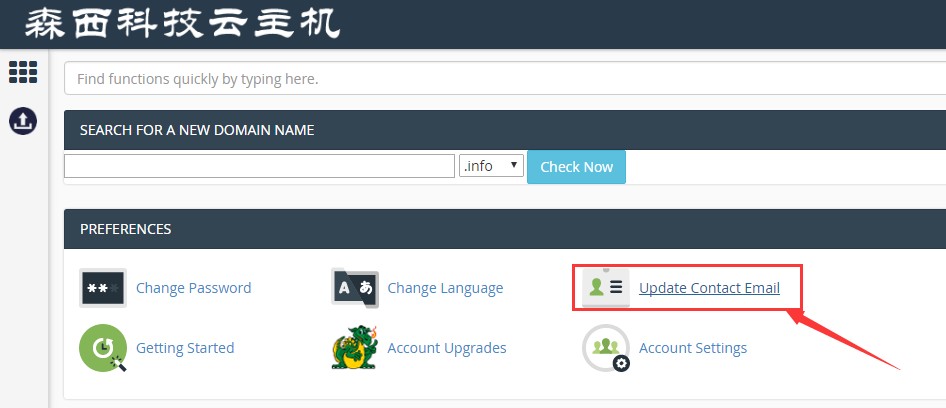 森西科技云主机
Find functions quickly by typing here.
SEARCH FOR A NEW DOMAIN NAME
.info Check Now
PREFERENCES
Change Password Change Language Update Contact Email
Getting Started Account Upgrades Account Settings